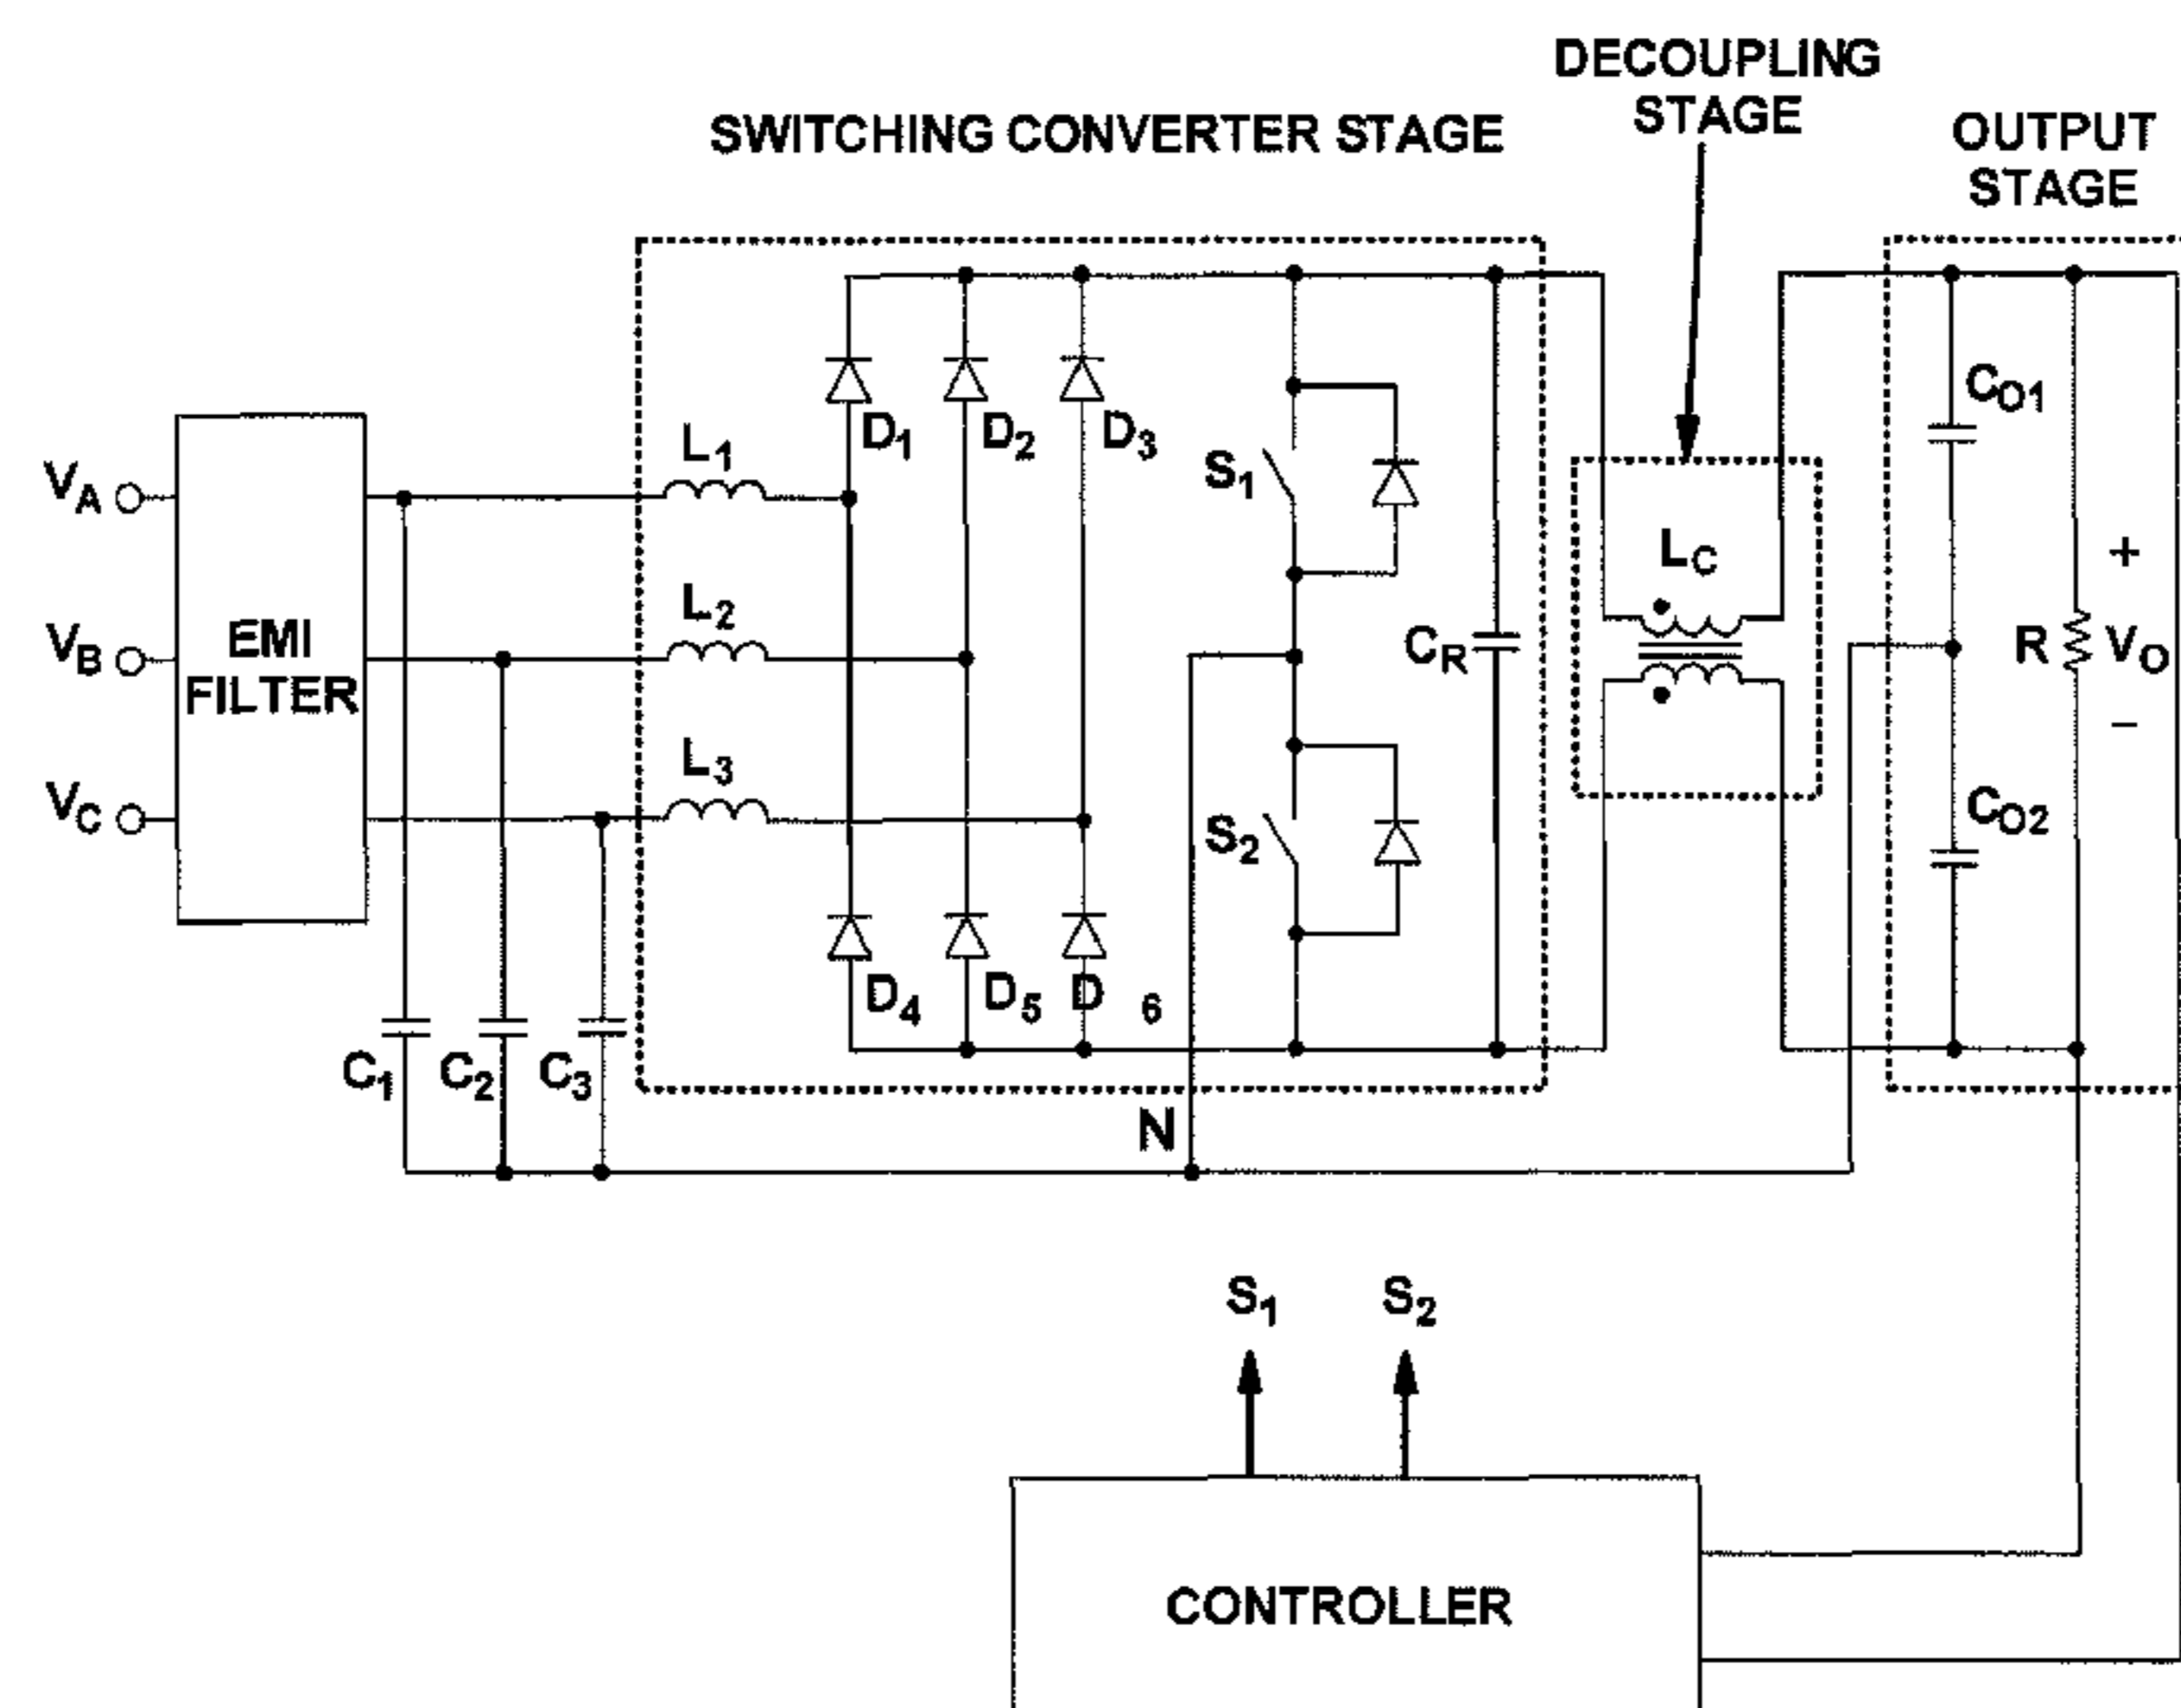 DECOUPLING
STAGE
SWITCHING CONVERTER STAGE
OUTPUT
STAGE
CO1
D1
D2
D3
L1
S1
VA
LC
+
L2
VB
EMI
FILTER
CR
R
VO
−
L3
VC
S2
CO2
D4
D5
D 6
C1
C2
C3
N
S1
S2
CONTROLLER